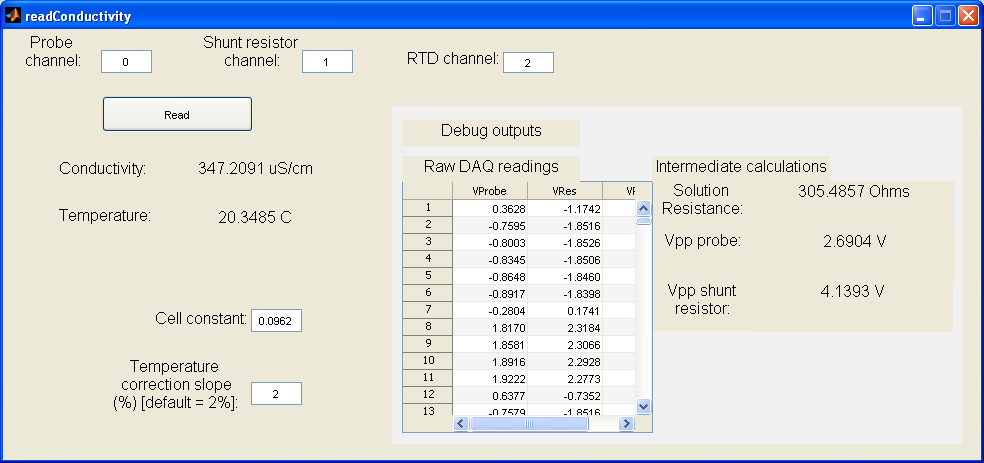 readConductivity
Probe
channel:
0
Shunt resistor
channel:
1
RTD channel:
2
Read
Conductivity:
347.2091 uS/cm
Temperature:
20.3485 C
Cell constant:
0.0962
Temperature
correction slope
(%) [default = 2%]:
2
Debug outputs
Raw DAQ readings
VProbe VRes
1 0.3628 -1.1742
2 -0.7595 -1.8516
3 -0.8003 -1.8526
4 -0.8345 -1.8506
5 -0.8648 -1.8460
6 -0.8917 -1.8398
7 -0.2804 0.1741
8 1.8170 2.3184
9 1.8581 2.3066
10 1.8916 2.2928
11 1.9222 2.2773
12 0.6377 -0.7352
13 -0.7579 -1.8516
Intermediate calculations
Solution
Resistance:
305.4857 Ohms
Vpp probe:
2.6904 V
Vpp shunt
resistor:
4.1393 V